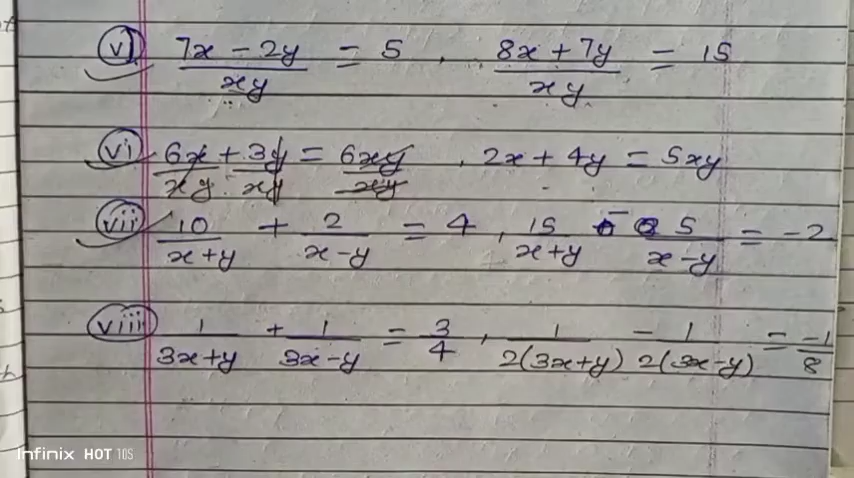 v) (7x - 2y)/xy = 5 , (8x + 7y)/xy = 15
vi) 6x/xy + 3y/xy = 6xy/xy , 2x + 4y = 5xy
vii) 10/(x+y) + 2/(x-y) = 4 , 15/(x+y) - 5/(x-y) = -2
viii) 1/(3x+y) + 1/(3x-y) = 3/4 , 1/2(3x+y) - 1/2(3x-y) = -1/8
Infinix HOT 10S